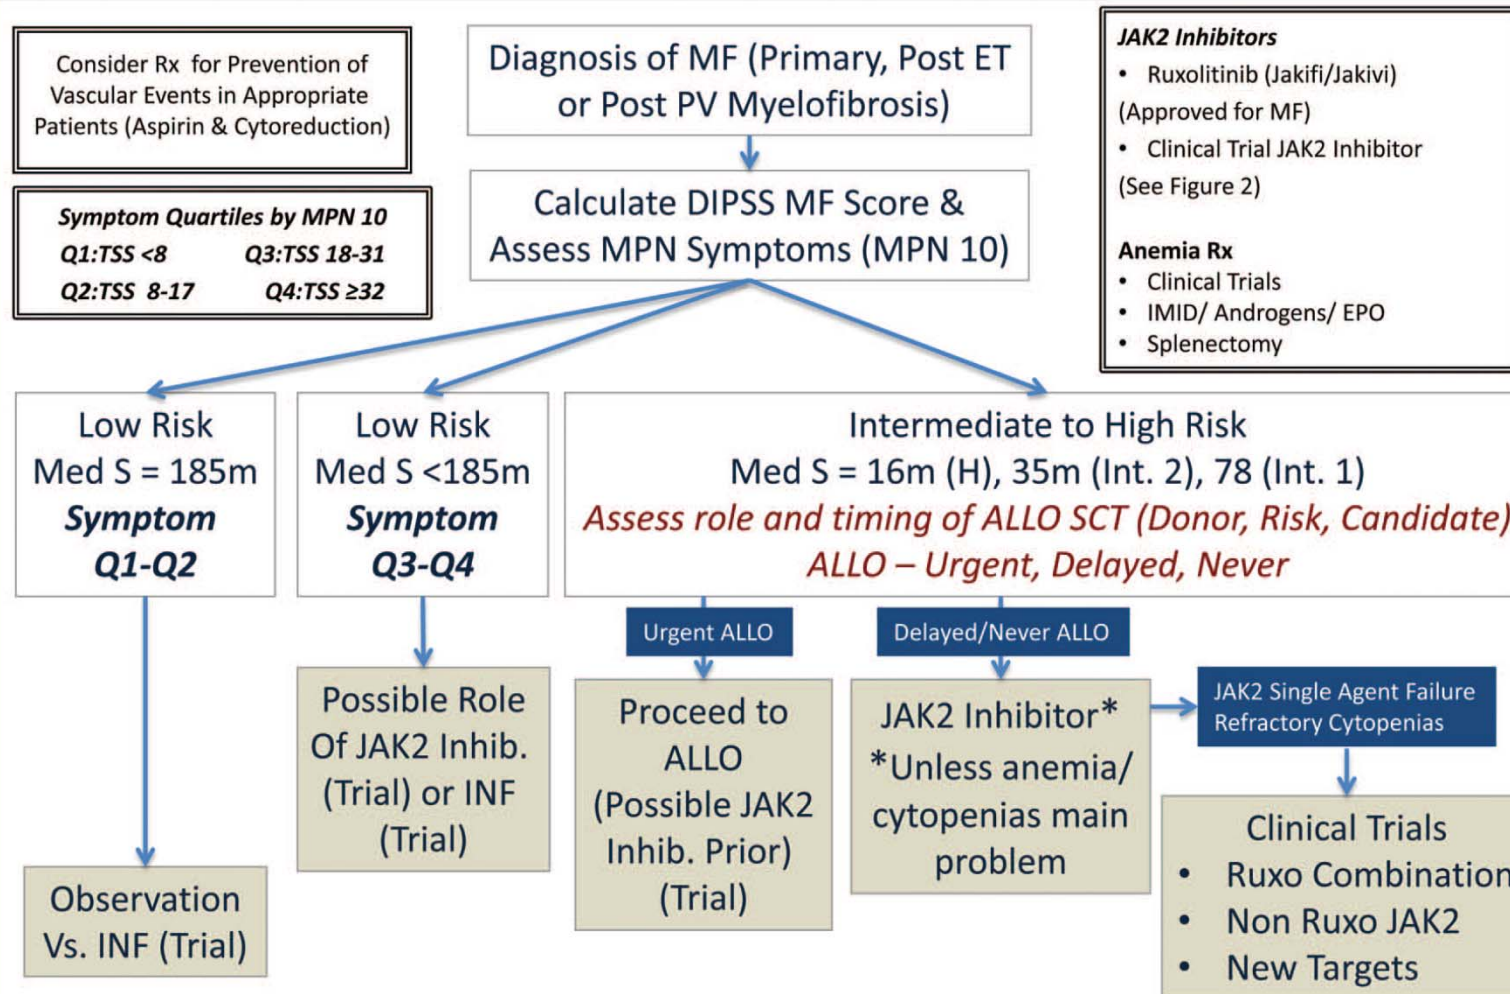 Consider Rx for Prevention of
Vascular Events in Appropriate
Patients (Aspirin & Cytoreduction)
Symptom Quartiles by MPN 10
Q1:TSS <8 Q3:TSS 18-31
Q2:TSS 8-17 Q4:TSS ≥32
Diagnosis of MF (Primary, Post ET
or Post PV Myelofibrosis)
Calculate DIPSS MF Score &
Assess MPN Symptoms (MPN 10)
JAK2 Inhibitors
• Ruxolitinib (Jakifi/Jakivi)
(Approved for MF)
• Clinical Trial JAK2 Inhibitor
(See Figure 2)
Anemia Rx
• Clinical Trials
• IMID/ Androgens/ EPO
• Splenectomy
Low Risk
Med S = 185m
Symptom
Q1-Q2
Low Risk
Med S <185m
Symptom
Q3-Q4
Intermediate to High Risk
Med S = 16m (H), 35m (Int. 2), 78 (Int. 1)
Assess role and timing of ALLO SCT (Donor, Risk, Candidate)
ALLO – Urgent, Delayed, Never
Urgent ALLO
Delayed/Never ALLO
Observation
Vs. INF (Trial)
Possible Role
Of JAK2 Inhib.
(Trial) or INF
(Trial)
Proceed to
ALLO
(Possible JAK2
Inhib. Prior)
(Trial)
JAK2 Inhibitor*
*Unless anemia/
cytopenias main
problem
JAK2 Single Agent Failure
Refractory Cytopenias
Clinical Trials
• Ruxo Combination
• Non Ruxo JAK2
• New Targets